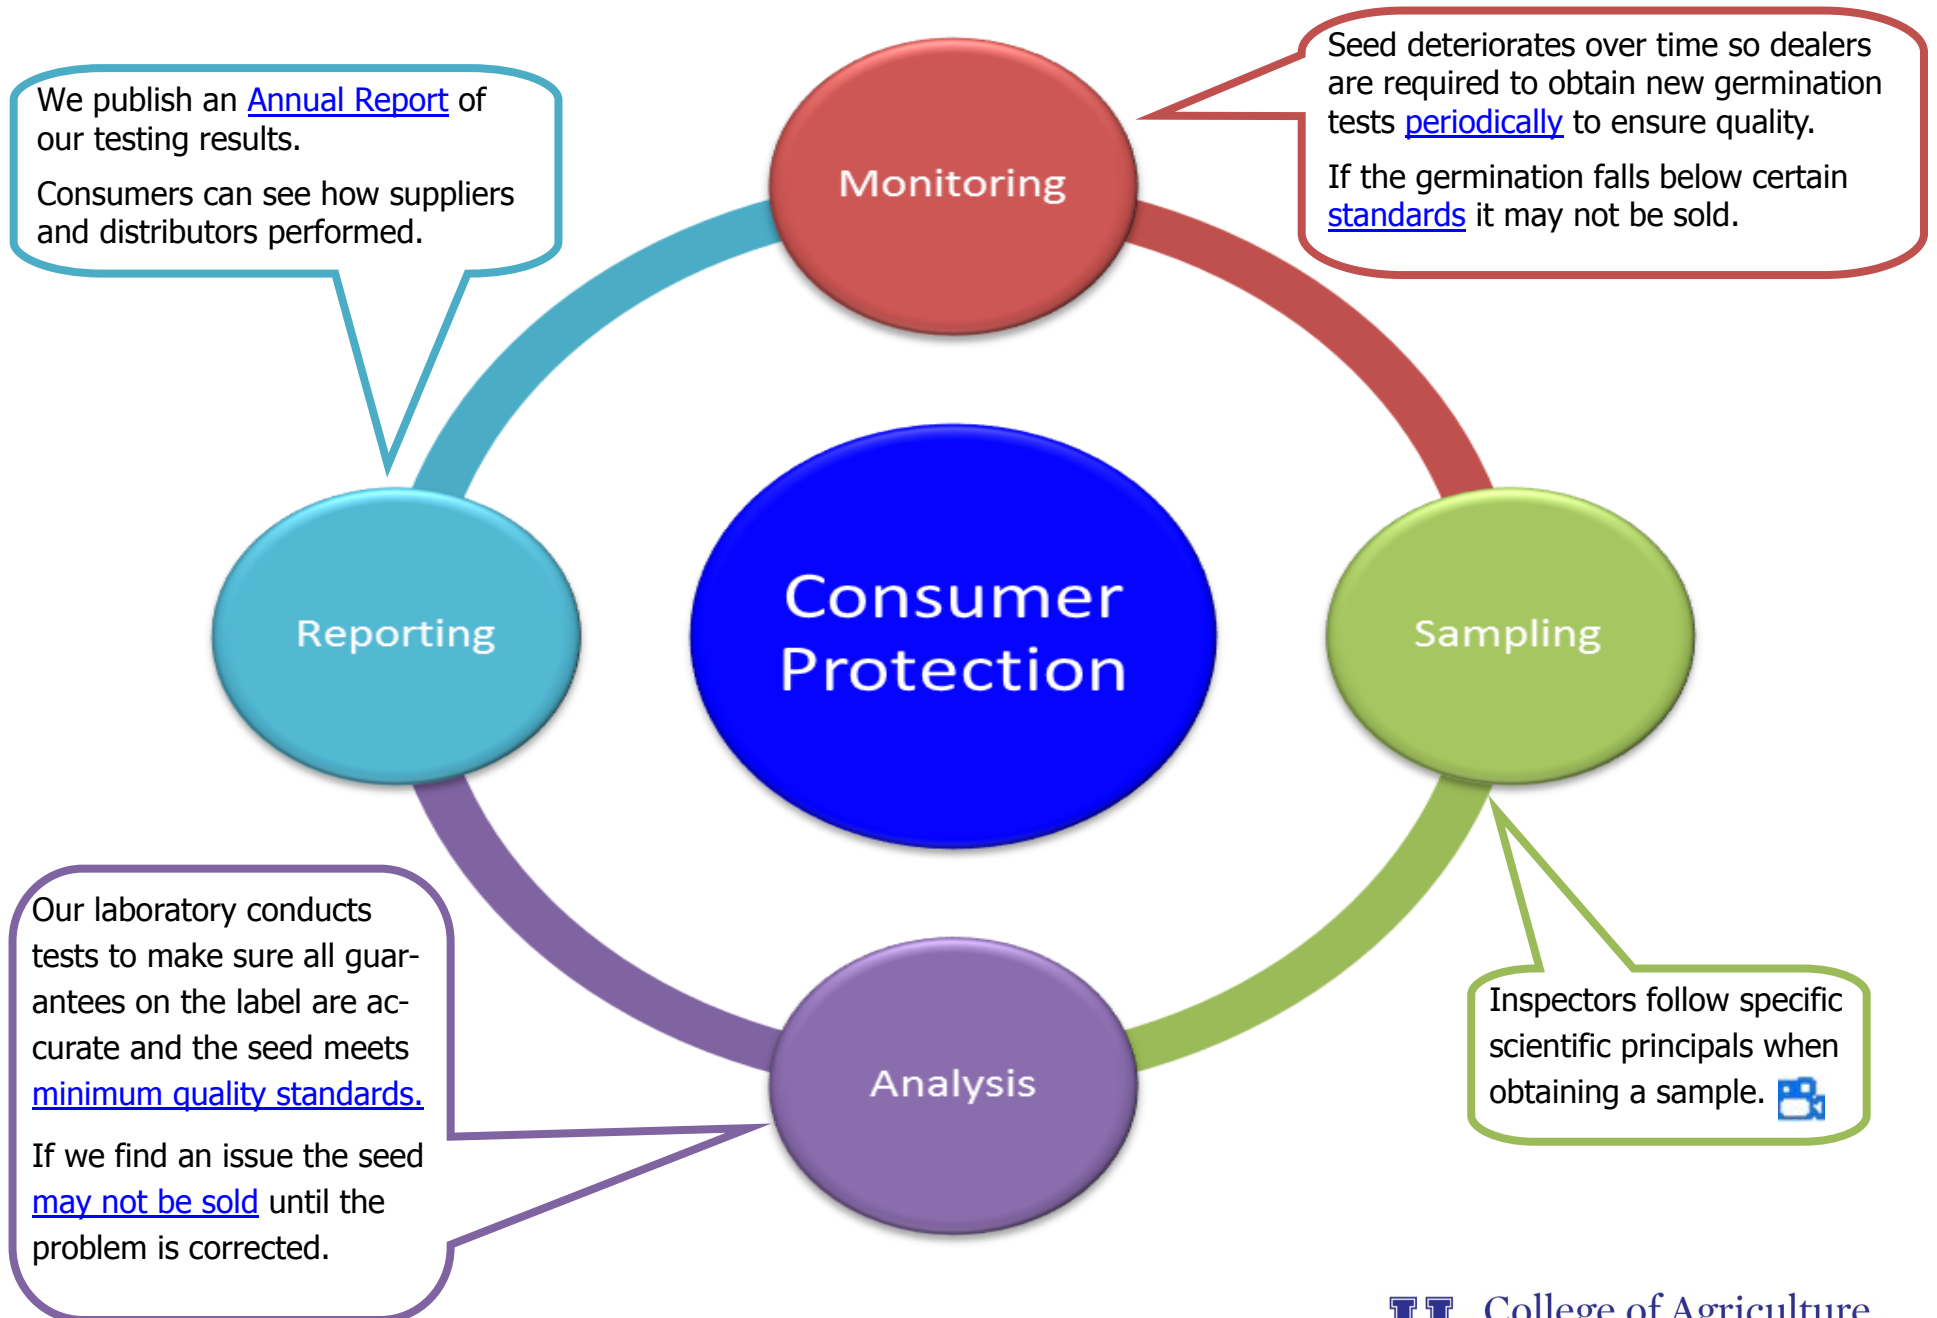 We publish an Annual Report of
our testing results.
Consumers can see how suppliers
and distributors performed.
Monitoring
Seed deteriorates over time so dealers
are required to obtain new germination
tests periodically to ensure quality.
If the germination falls below certain
standards it may not be sold.
Reporting
Consumer
Protection
Sampling
Our laboratory conducts
tests to make sure all guar-
antees on the label are ac-
curate and the seed meets
minimum quality standards.
If we find an issue the seed
may not be sold until the
problem is corrected.
Analysis
Inspectors follow specific
scientific principals when
obtaining a sample.
College of Agriculture